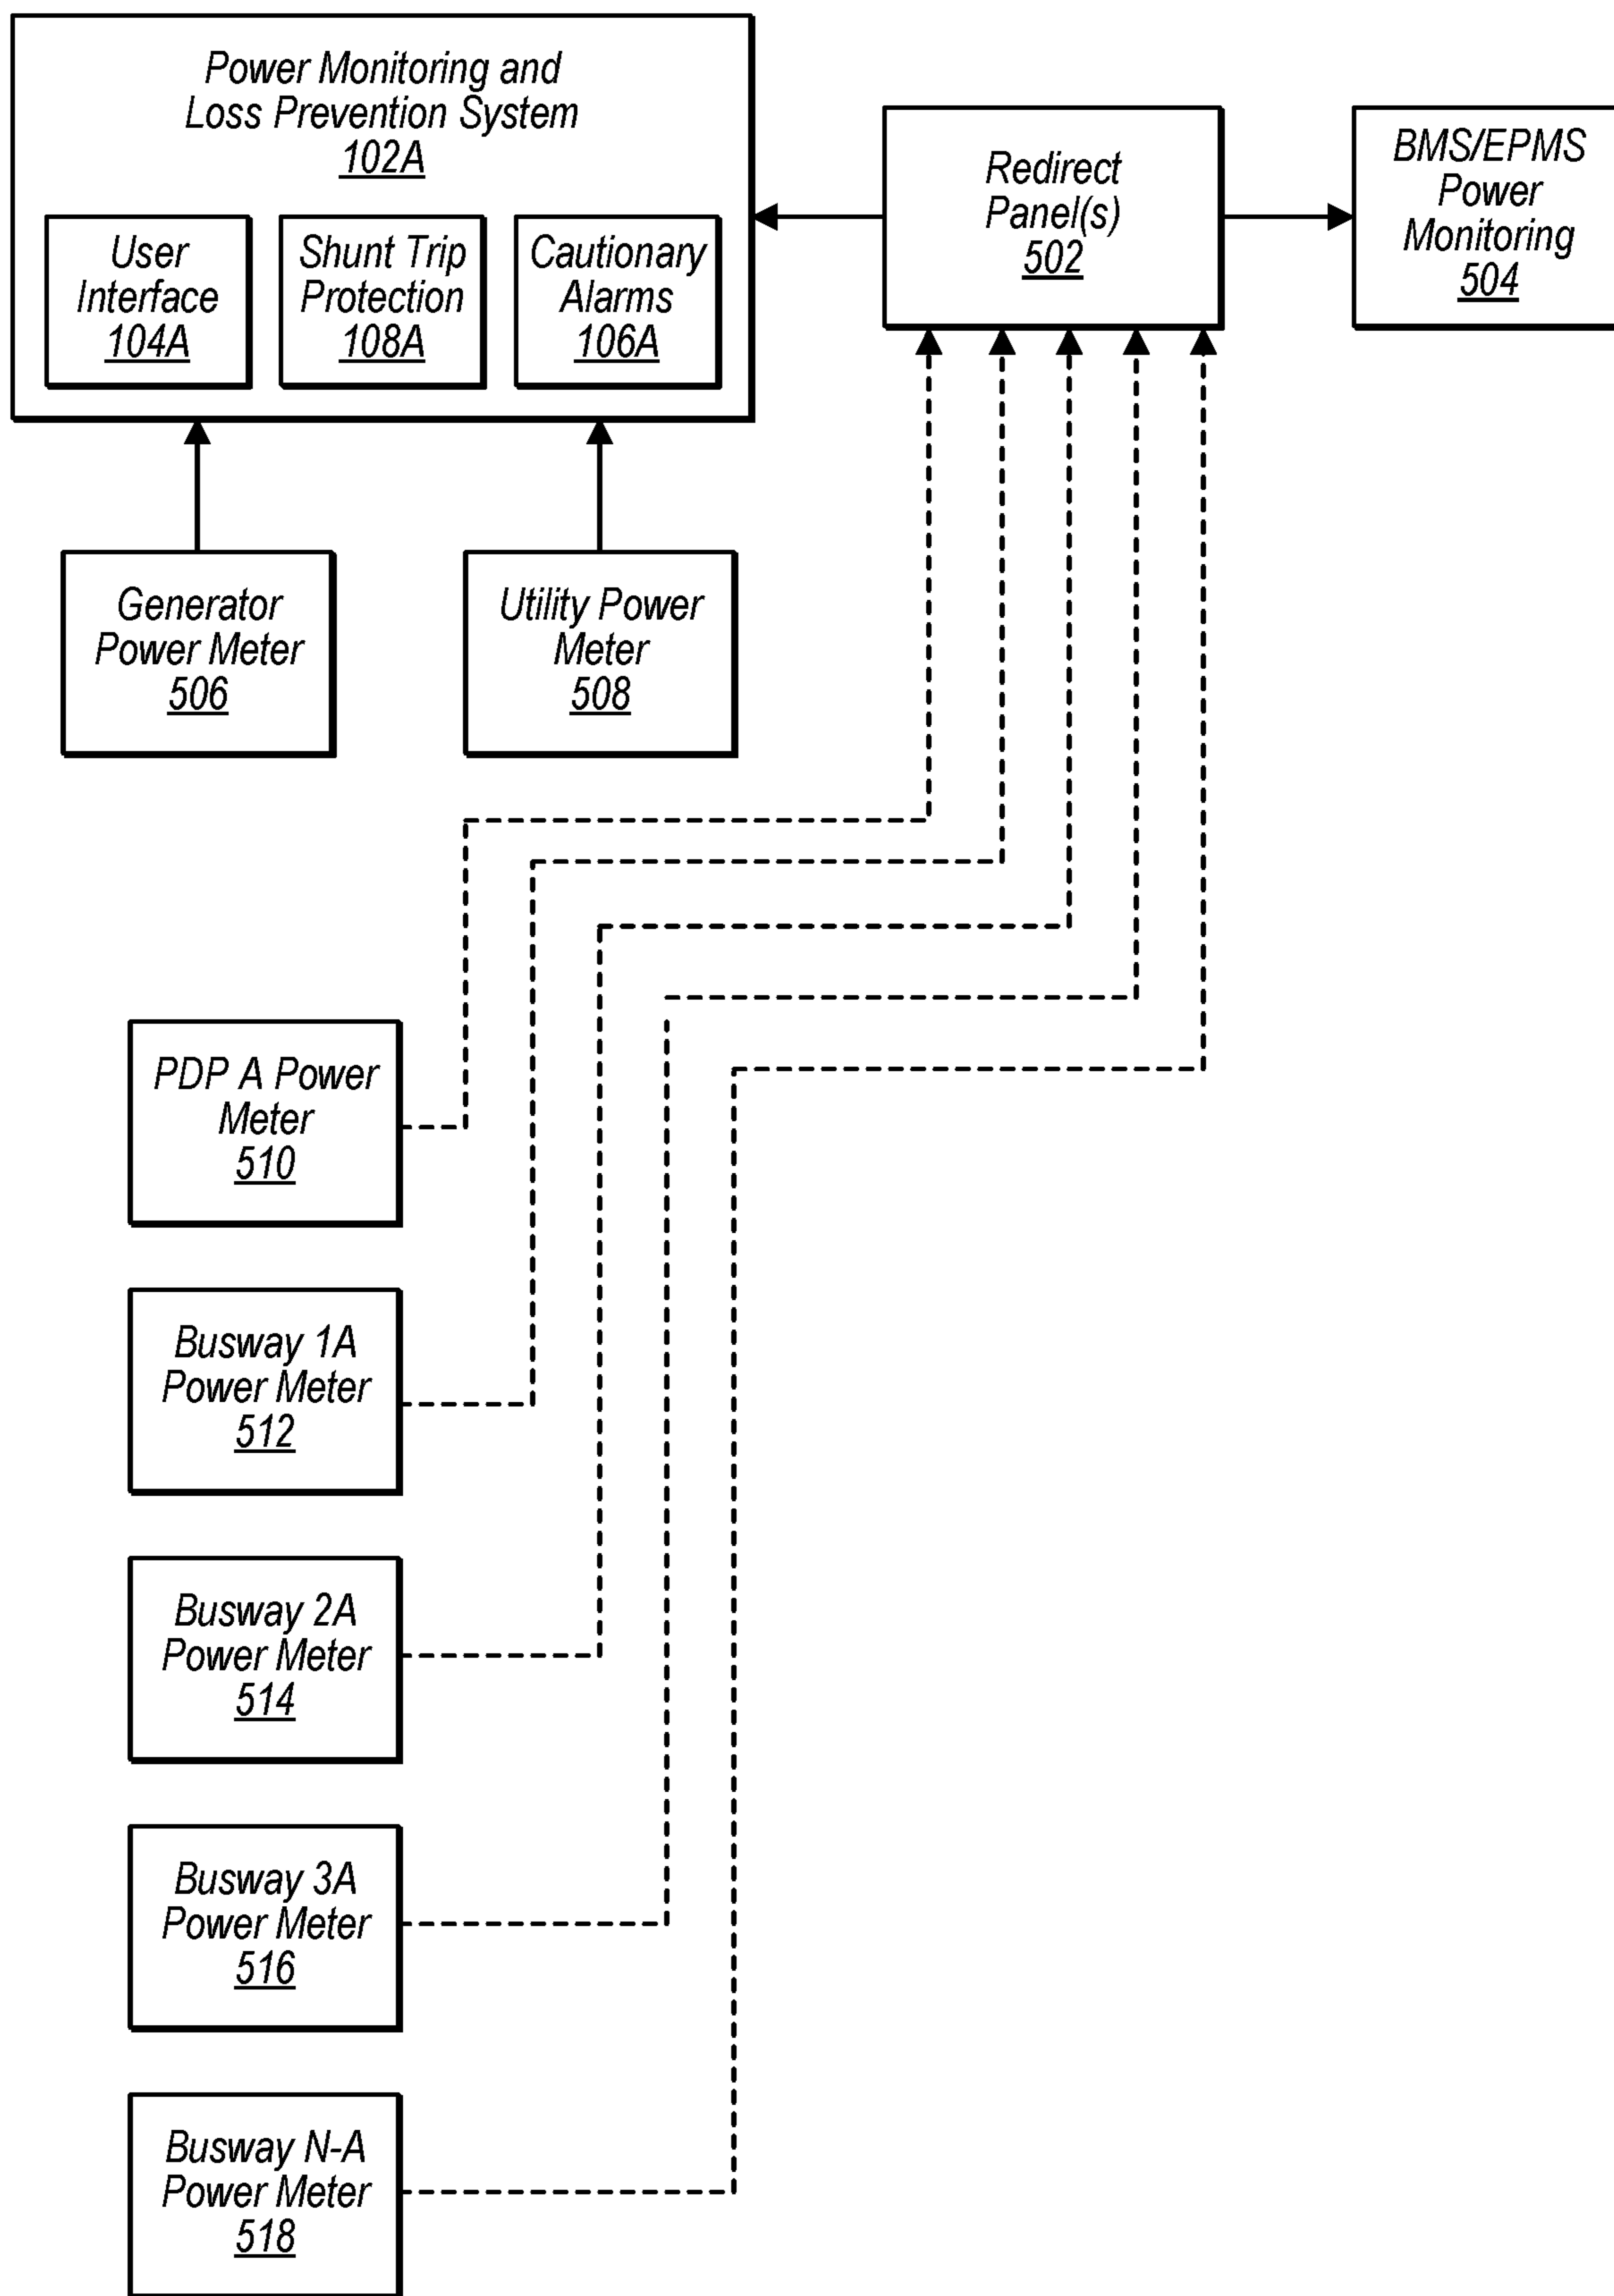 Power Monitoring and
Loss Prevention System
102A
User
Interface
104A
Shunt Trip
Protection
108A
Cautionary
Alarms
106A
Redirect
Panel(s)
502
BMS/EPMS
Power
Monitoring
504
Generator
Power Meter
506
Utility Power
Meter
508
PDP A Power
Meter
510
Busway 1A
Power Meter
512
Busway 2A
Power Meter
514
Busway 3A
Power Meter
516
Busway N-A
Power Meter
518